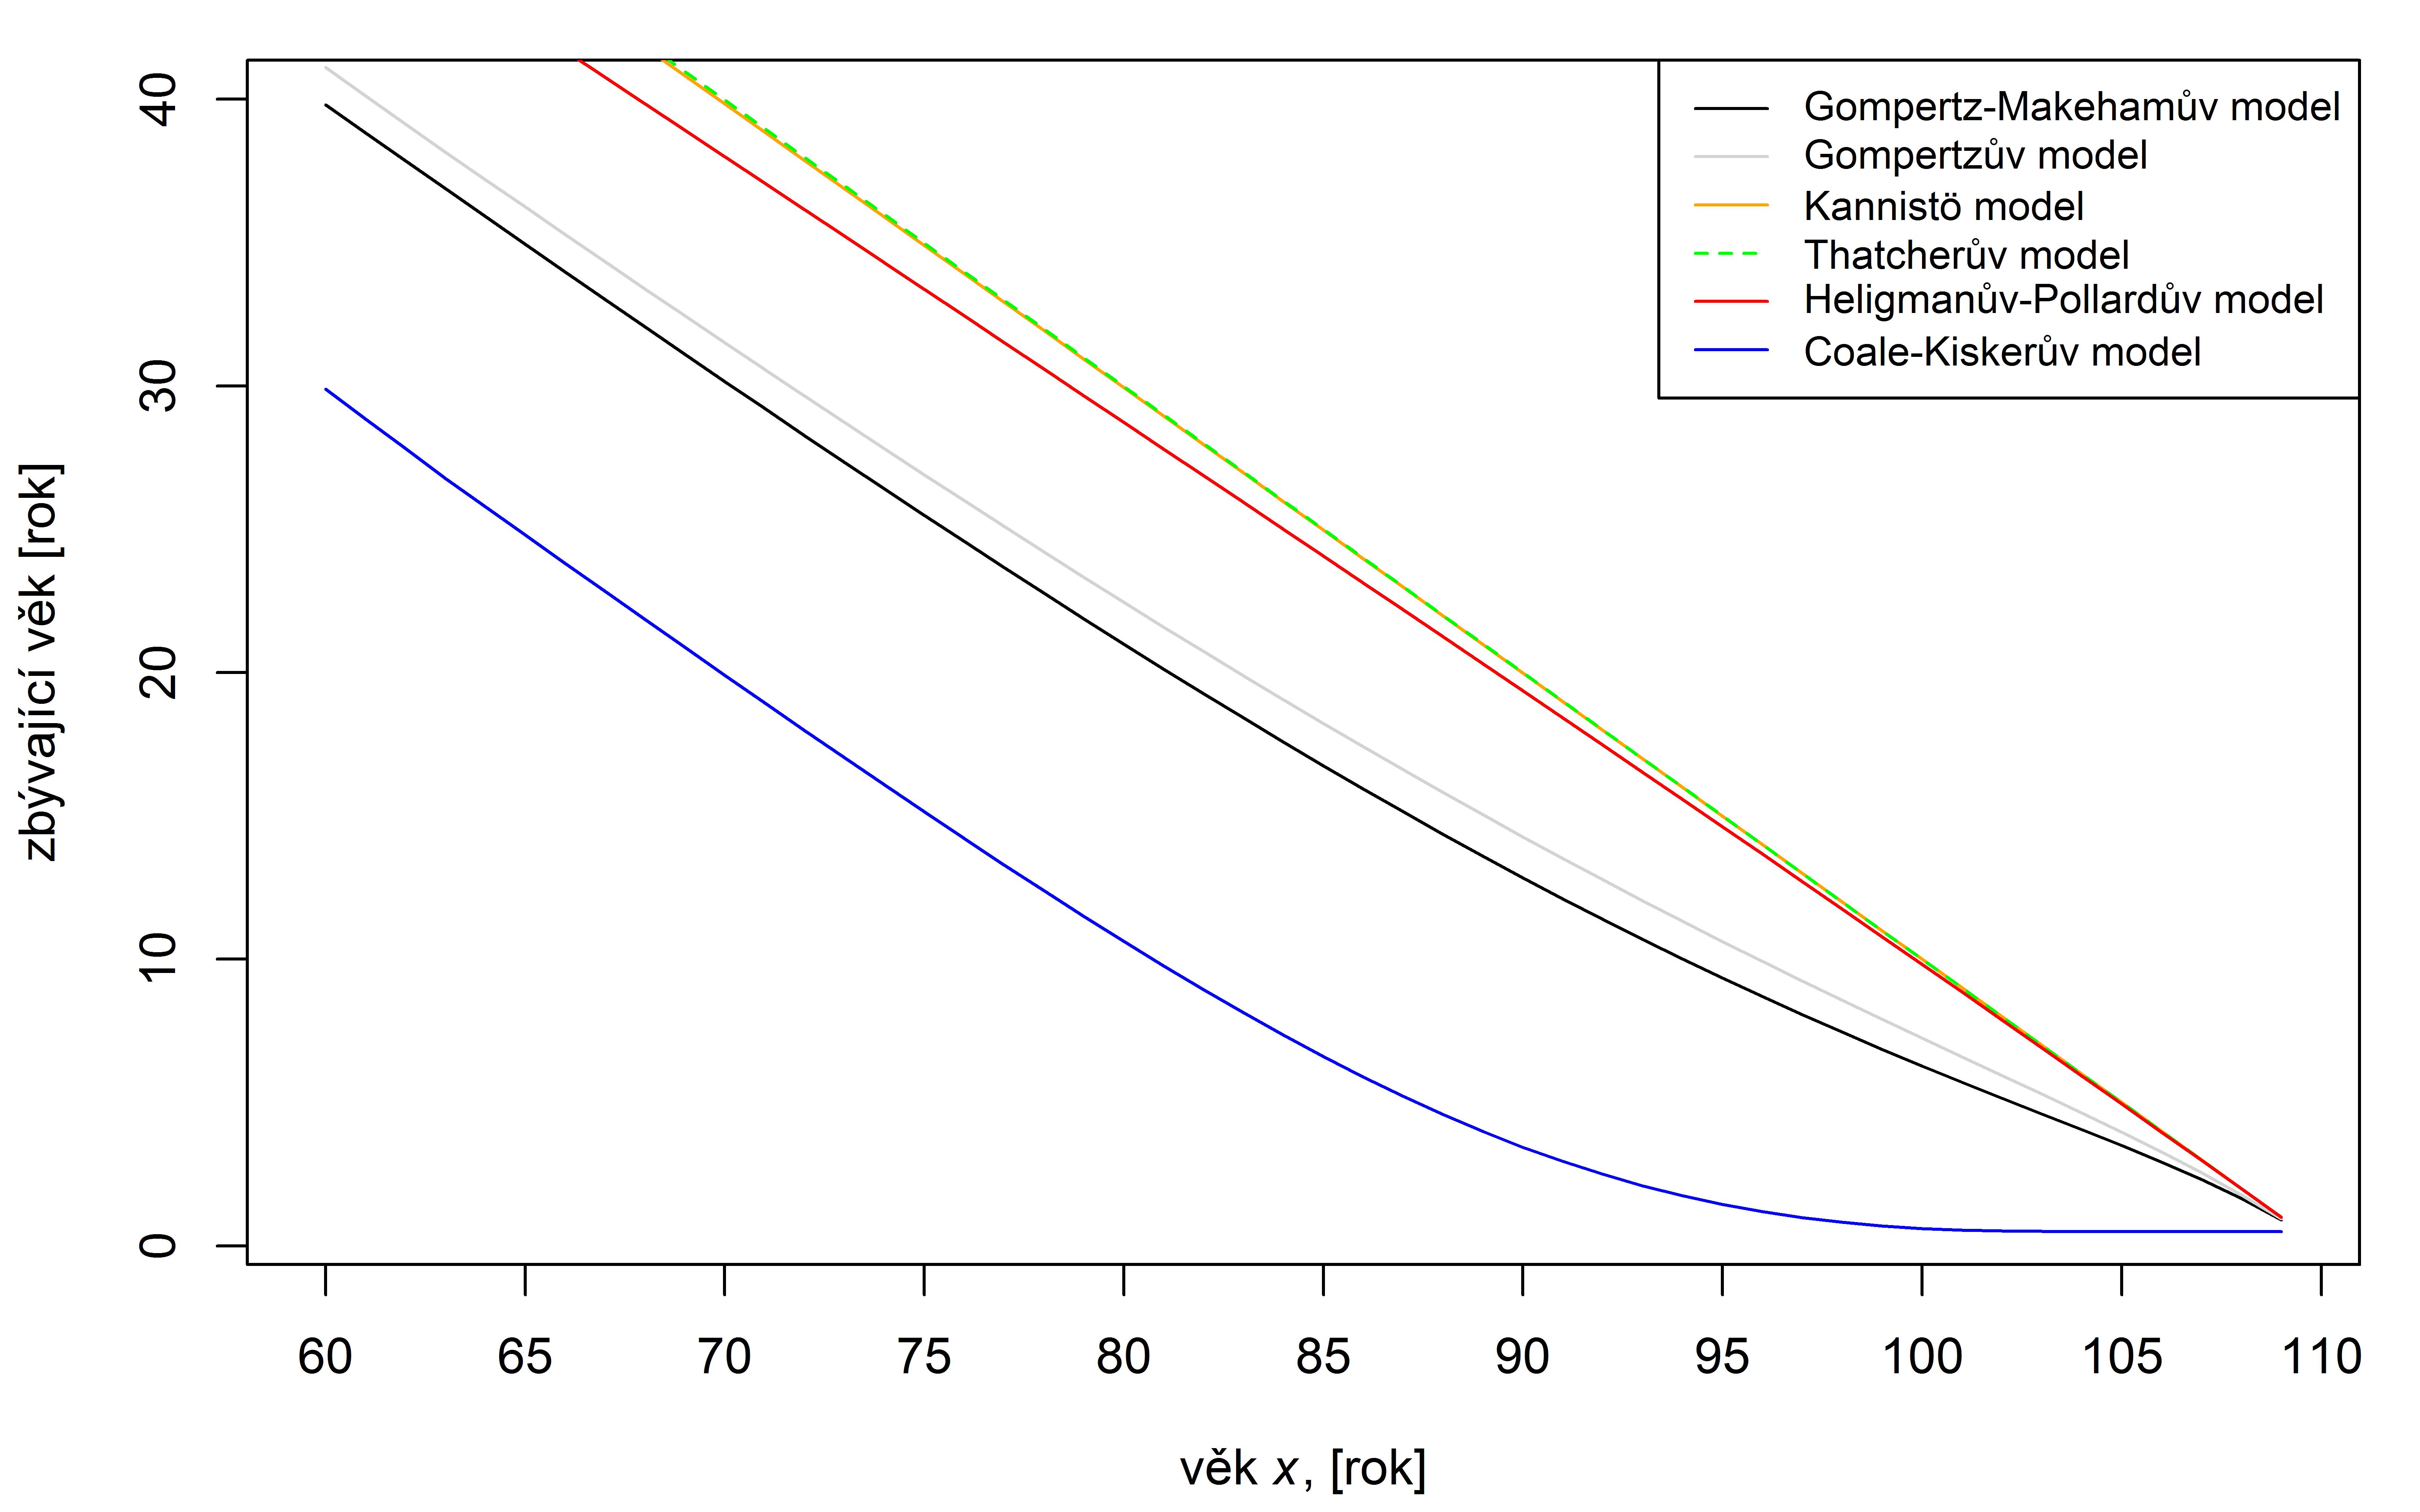 Gompertz-Makehamův model
Gompertzův model
Kannistö model
Thatcherův model
Heligmanův-Pollardův model
Coale-Kiskerův model
zbývající věk [rok]
40
30
20
10
0
60 65 70 75 80 85 90 95 100 105 110
věk x, [rok]